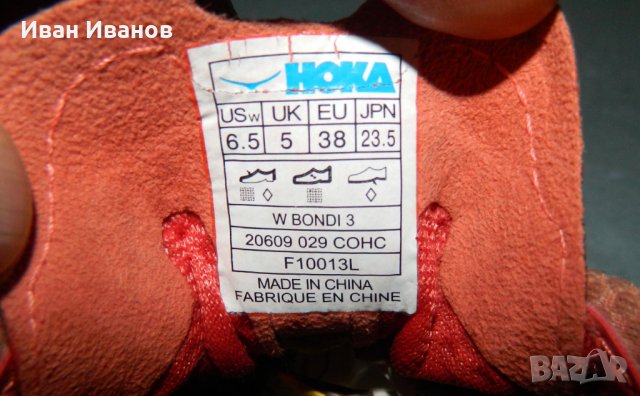 Иван Иванов
HOKA
USw UK EU JPN
6.5 5 38 23.5
W BONDI 3
20609 029 COHC
F10013L
MADE IN CHINA
FABRIQUE EN CHINE
BAZAR